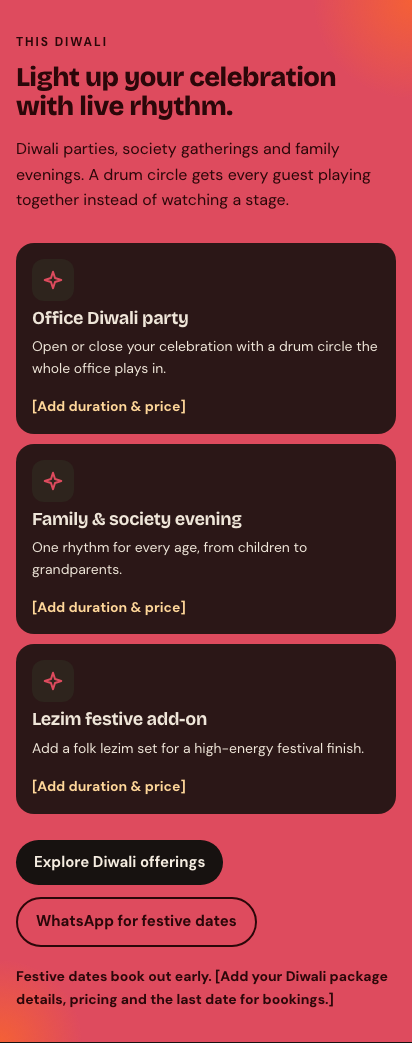 THIS DIWALI
Light up your celebration
with live rhythm.
Diwali parties, society gatherings and family
evenings. A drum circle gets every guest playing
together instead of watching a stage.
Office Diwali party
Open or close your celebration with a drum circle the
whole office plays in.
[Add duration & price]
Family & society evening
One rhythm for every age, from children to
grandparents.
[Add duration & price]
Lezim festive add-on
Add a folk lezim set for a high-energy festival finish.
[Add duration & price]
Explore Diwali offerings
WhatsApp for festive dates
Festive dates book out early. [Add your Diwali package
details, pricing and the last date for bookings.]